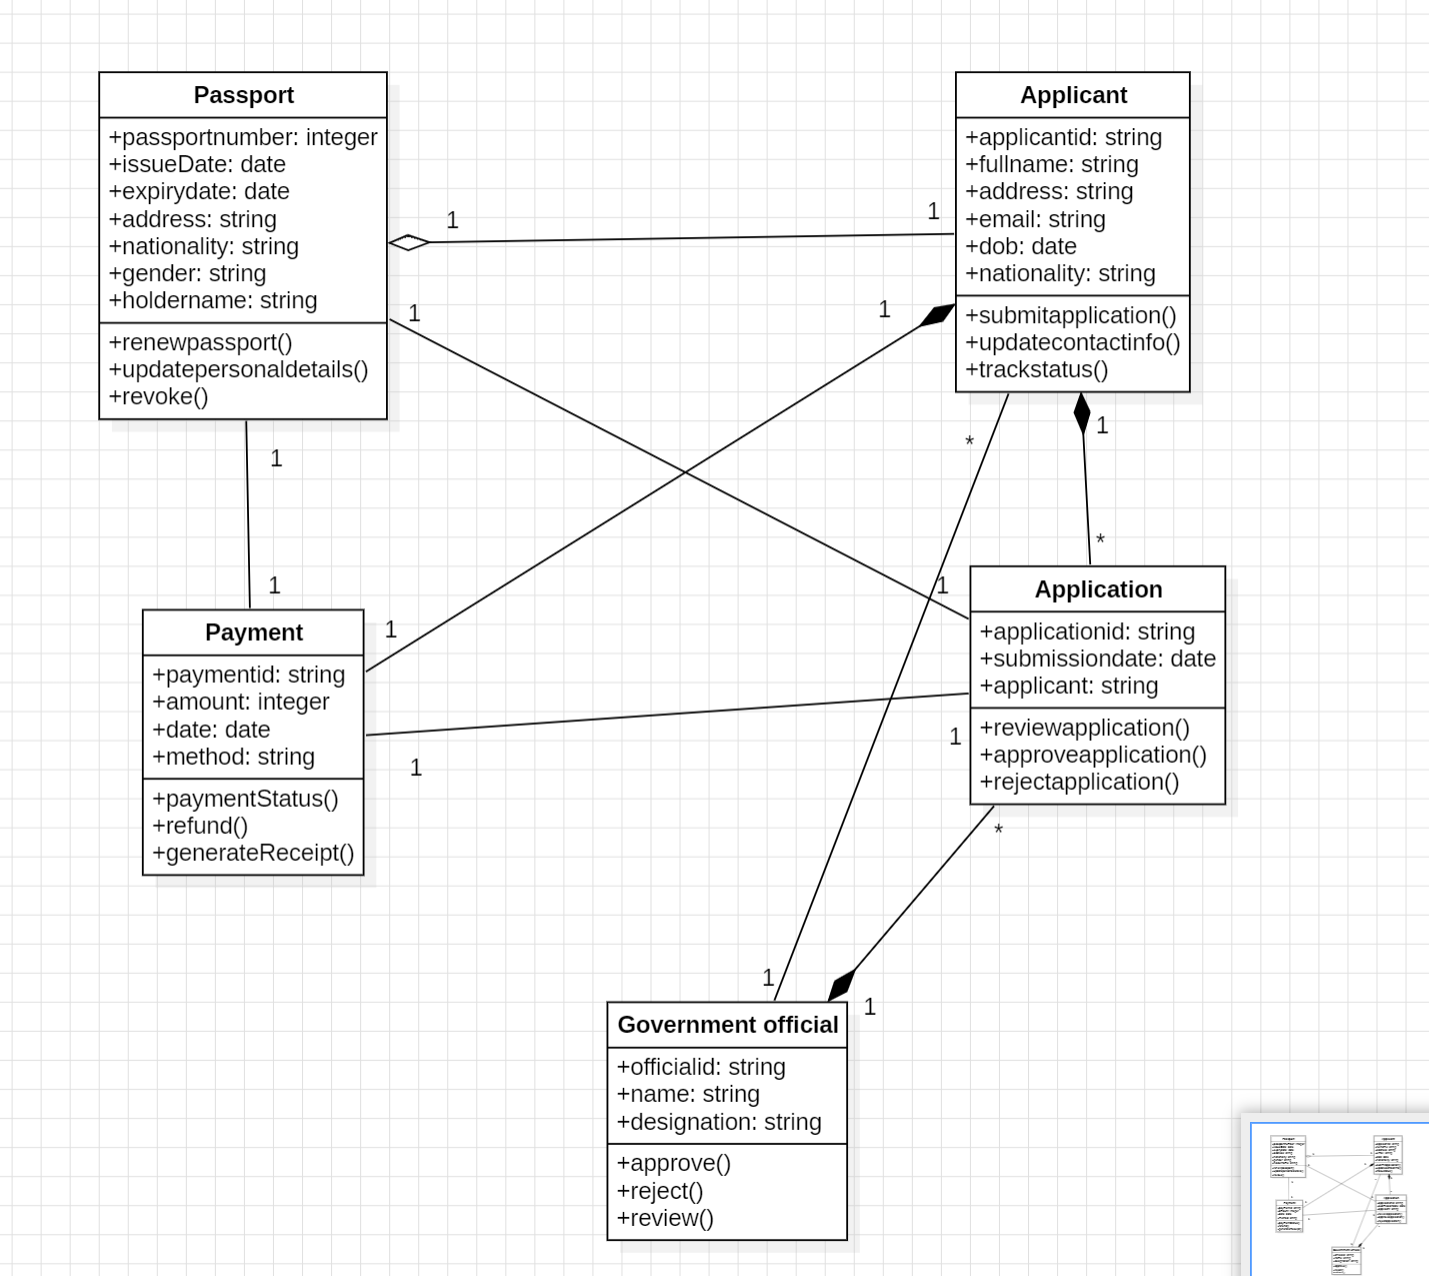 Passport
+passportnumber: integer
+issueDate: date
+expirydate: date
+address: string
+nationality: string
+gender: string
+holdername: string
+renewpassport()
+updatepersonaldetails()
+revoke()
Applicant
+applicantid: string
+fullname: string
+address: string
+email: string
+dob: date
+nationality: string
+submitapplication()
+updatecontactinfo()
+trackstatus()
1
1
1
1
1
*
1
*
1
1
1
1
Payment
+paymentid: string
+amount: integer
+date: date
+method: string
+paymentStatus()
+refund()
+generateReceipt()
Application
+applicationid: string
+submissiondate: date
+applicant: string
+reviewapplication()
+approveapplication()
+rejectapplication()
1
1
*
1
1
Government official
+officialid: string
+name: string
+designation: string
+approve()
+reject()
+review()